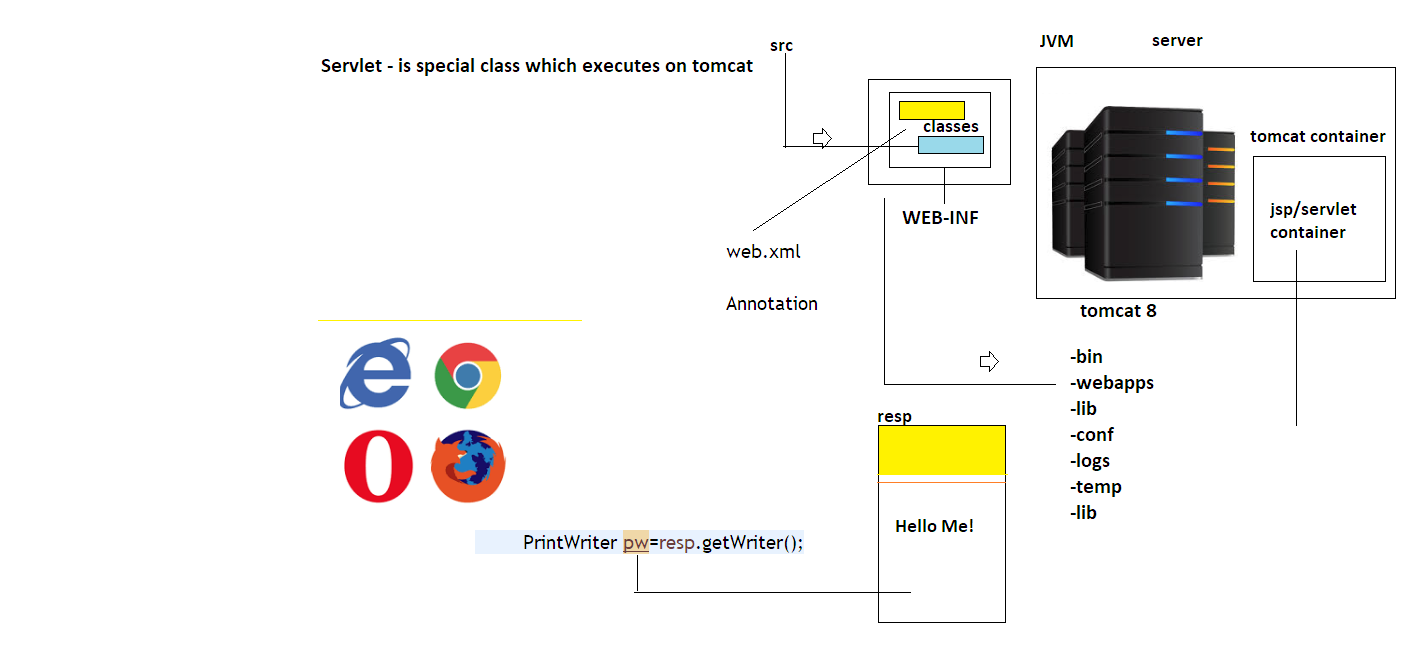 src
JVM
server
Servlet - is special class which executes on tomcat
classes
tomcat container
jsp/servlet
container
WEB-INF
web.xml
Annotation
tomcat 8
-bin
-webapps
-lib
-conf
-logs
-temp
-lib
resp
Hello Me!
PrintWriter pw=resp.getWriter();